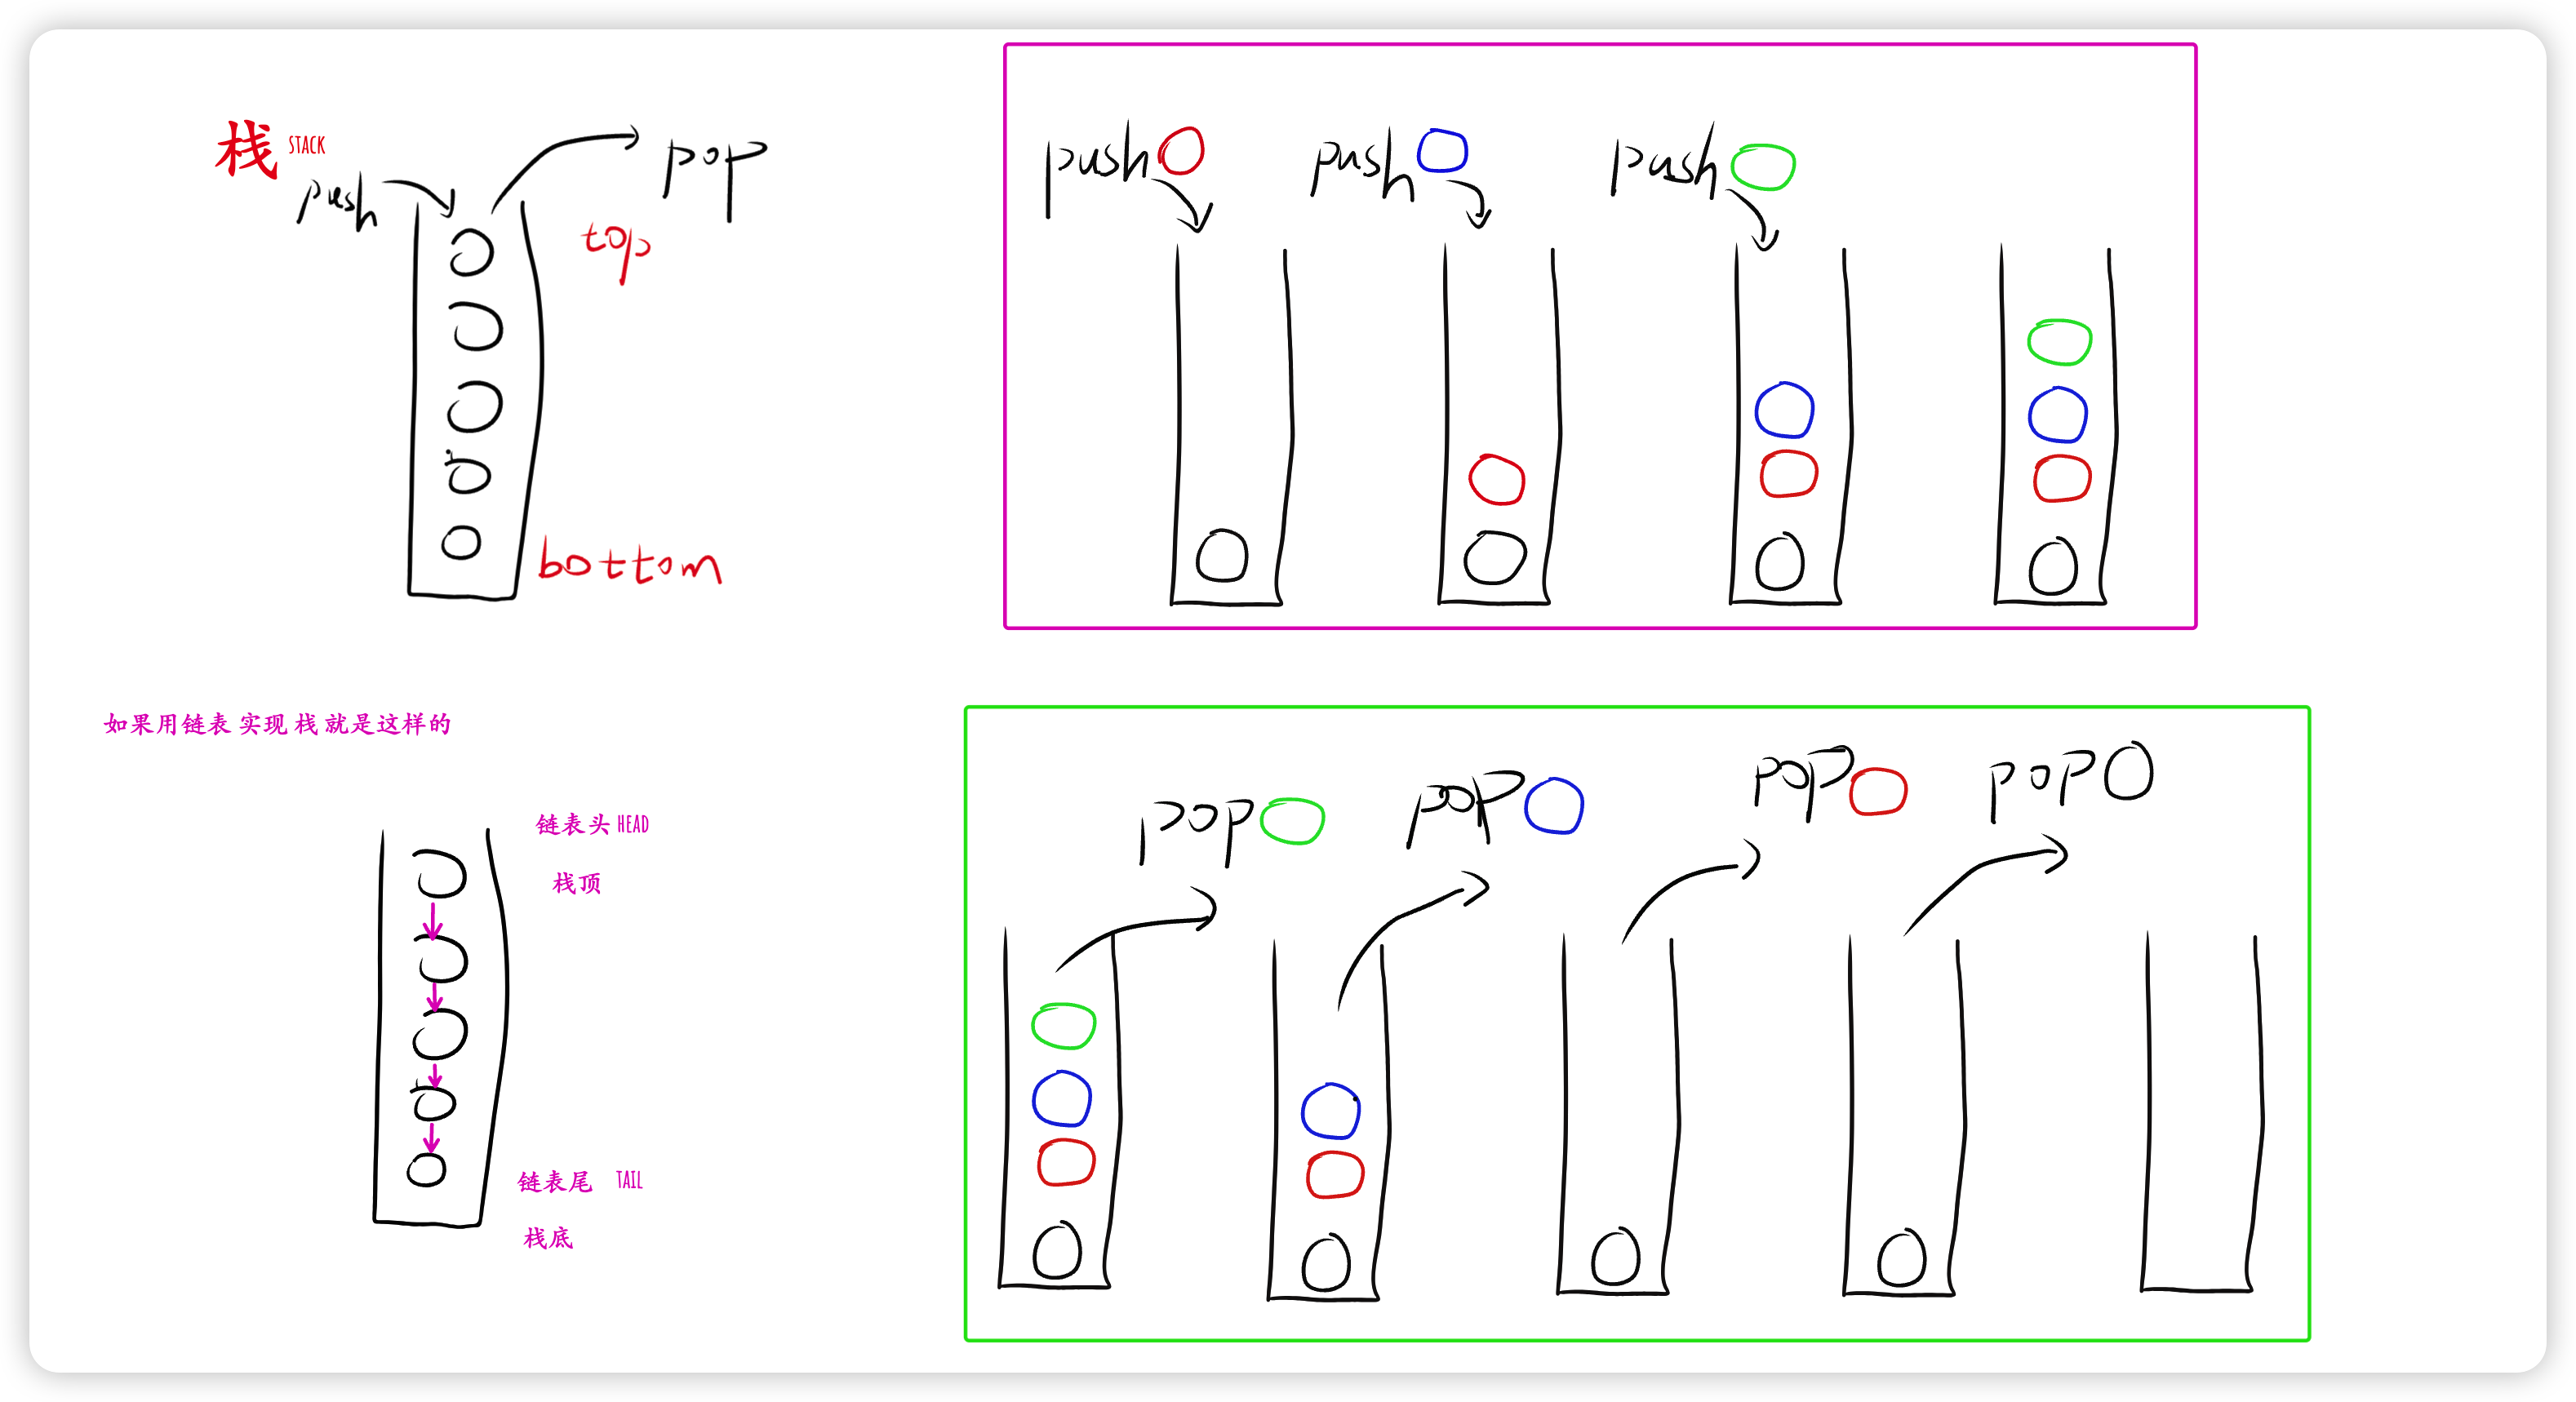 栈 STACK
push
pop
top
bottom
push
push
push
如果用链表 实现 栈 就是这样的
链表头 HEAD
栈顶
链表尾 TAIL
栈底
pop
pop
pop
pop